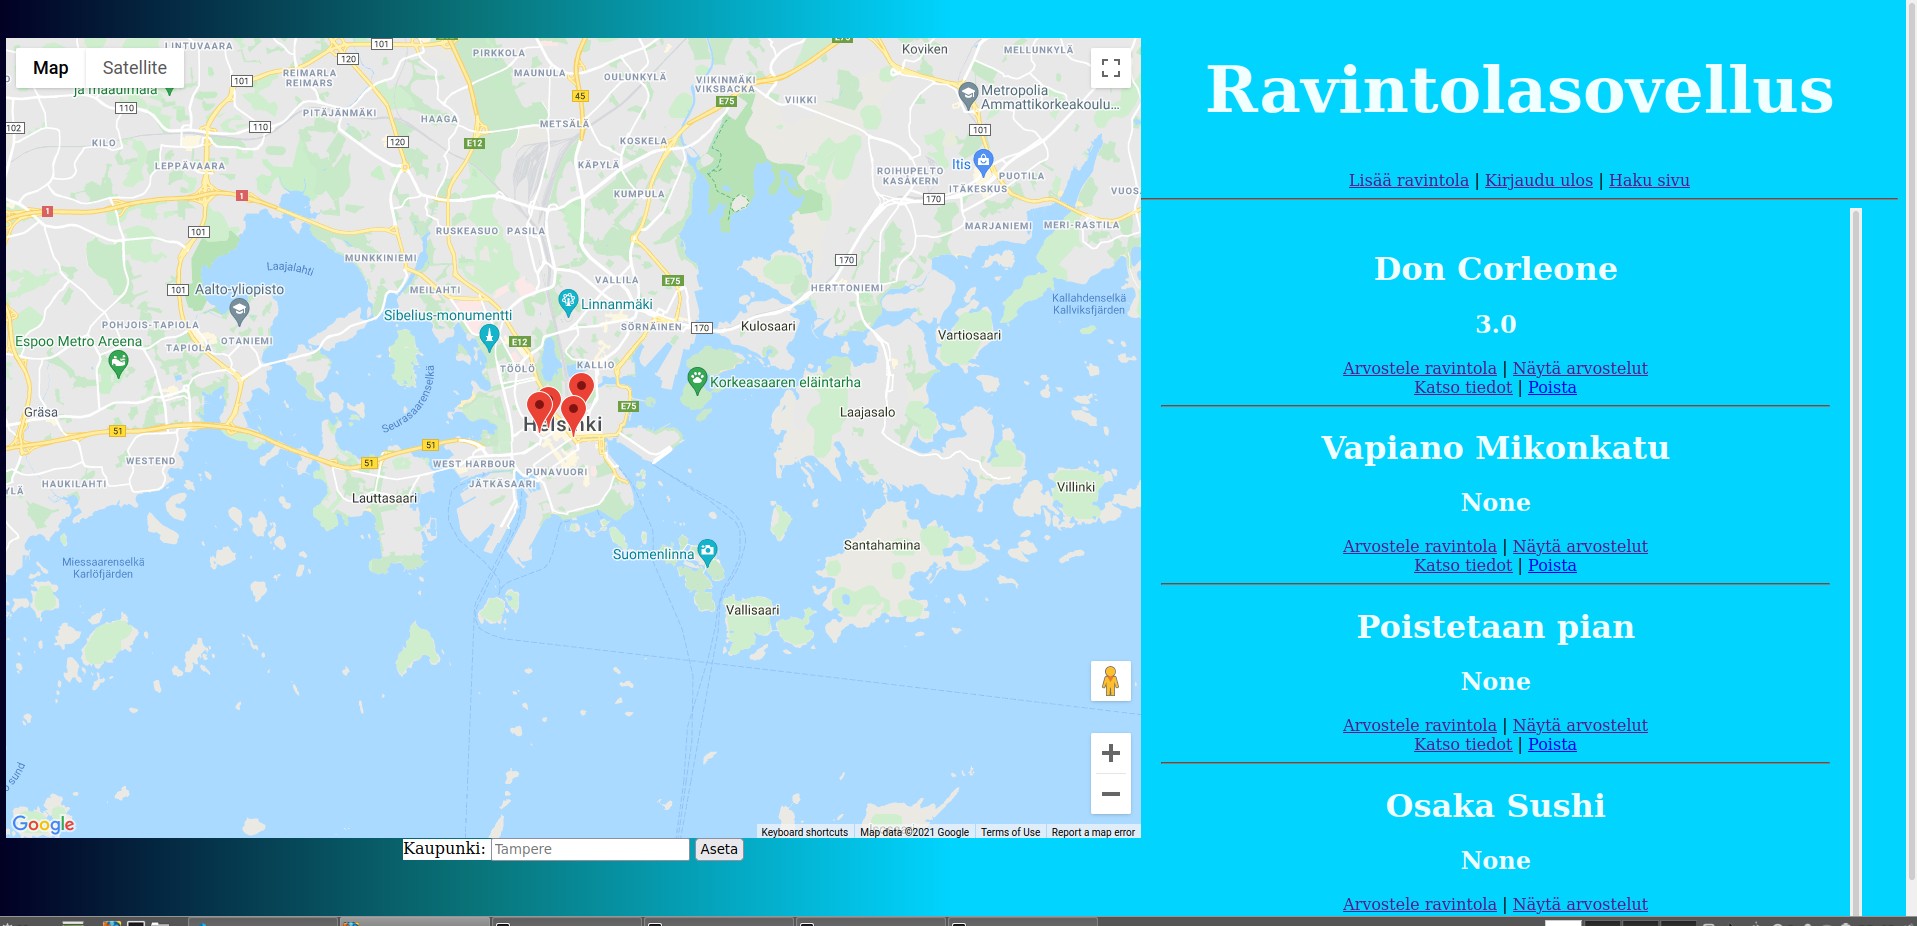 Map Satellite
LINTUVAARA
101
120
PIRKKOLA
E75
Koviken
MELLUNKYLÄ
ja maailmala
101
REIMARLA
REIMARS
MAUNULA
OULUNKYLÄ
VIIKINMÄKI
VIKSBACKA
E75
VIIKKI
Metropolia
Ammattikorkeakoulu...
110
45
PITÄJÄNMÄKI
HAAGA
METSÄLÄ
102
110
120
E12
KOSKELA
101
KILO
LEPPÄVAARA
KÄPYLÄ
Itis
ROIHUPELTO
KASÅKERN
PUOTILA
ITÄKESKUS
1
KUMPULA
170
VUOS
1
101
RUSKEASUO PASILA
MARJANIEMI
MERI-RASTILA
MUNKKINIEMI
170
Laajalahti
VALLILA
E75
HERTTONIEMI
101
Aalto-yliopisto
MEILAHTI
Linnanmäki
Kallahdenselkä
Kallviksfjärden
Sibelius-monumentti
POHJOIS-TAPIOLA
SÖRNÄINEN
170
Kulosaari
Vartiosaari
Espoo Metro Areena
OTANIEMI
TAPIOLA
E12
TÖÖLÖ
KALLIO
Korkeasaaren eläintarha
Seurasaarenselkä
E75
Gräsa
Laajasalo
Helsinki
51
51
51
WESTEND
WEST HARBOUR
PUNAVUORI
HAUKILAHTI
JÄTKÄSAARI
YLÄ
Lauttasaari
Villinki
Suomenlinna
Santahamina
Miessaarenselkä
Karlöfjärden
Vallisaari
sund
Google
Keyboard shortcuts Map data ©2021 Google Terms of Use Report a map error
Kaupunki: Tampere Aseta
Ravintolasovellus
Lisää ravintola | Kirjaudu ulos | Haku sivu
Don Corleone
3.0
Arvostele ravintola | Näytä arvostelut
Katso tiedot | Poista
Vapiano Mikonkatu
None
Arvostele ravintola | Näytä arvostelut
Katso tiedot | Poista
Poistetaan pian
None
Arvostele ravintola | Näytä arvostelut
Katso tiedot | Poista
Osaka Sushi
None
Arvostele ravintola | Näytä arvostelut